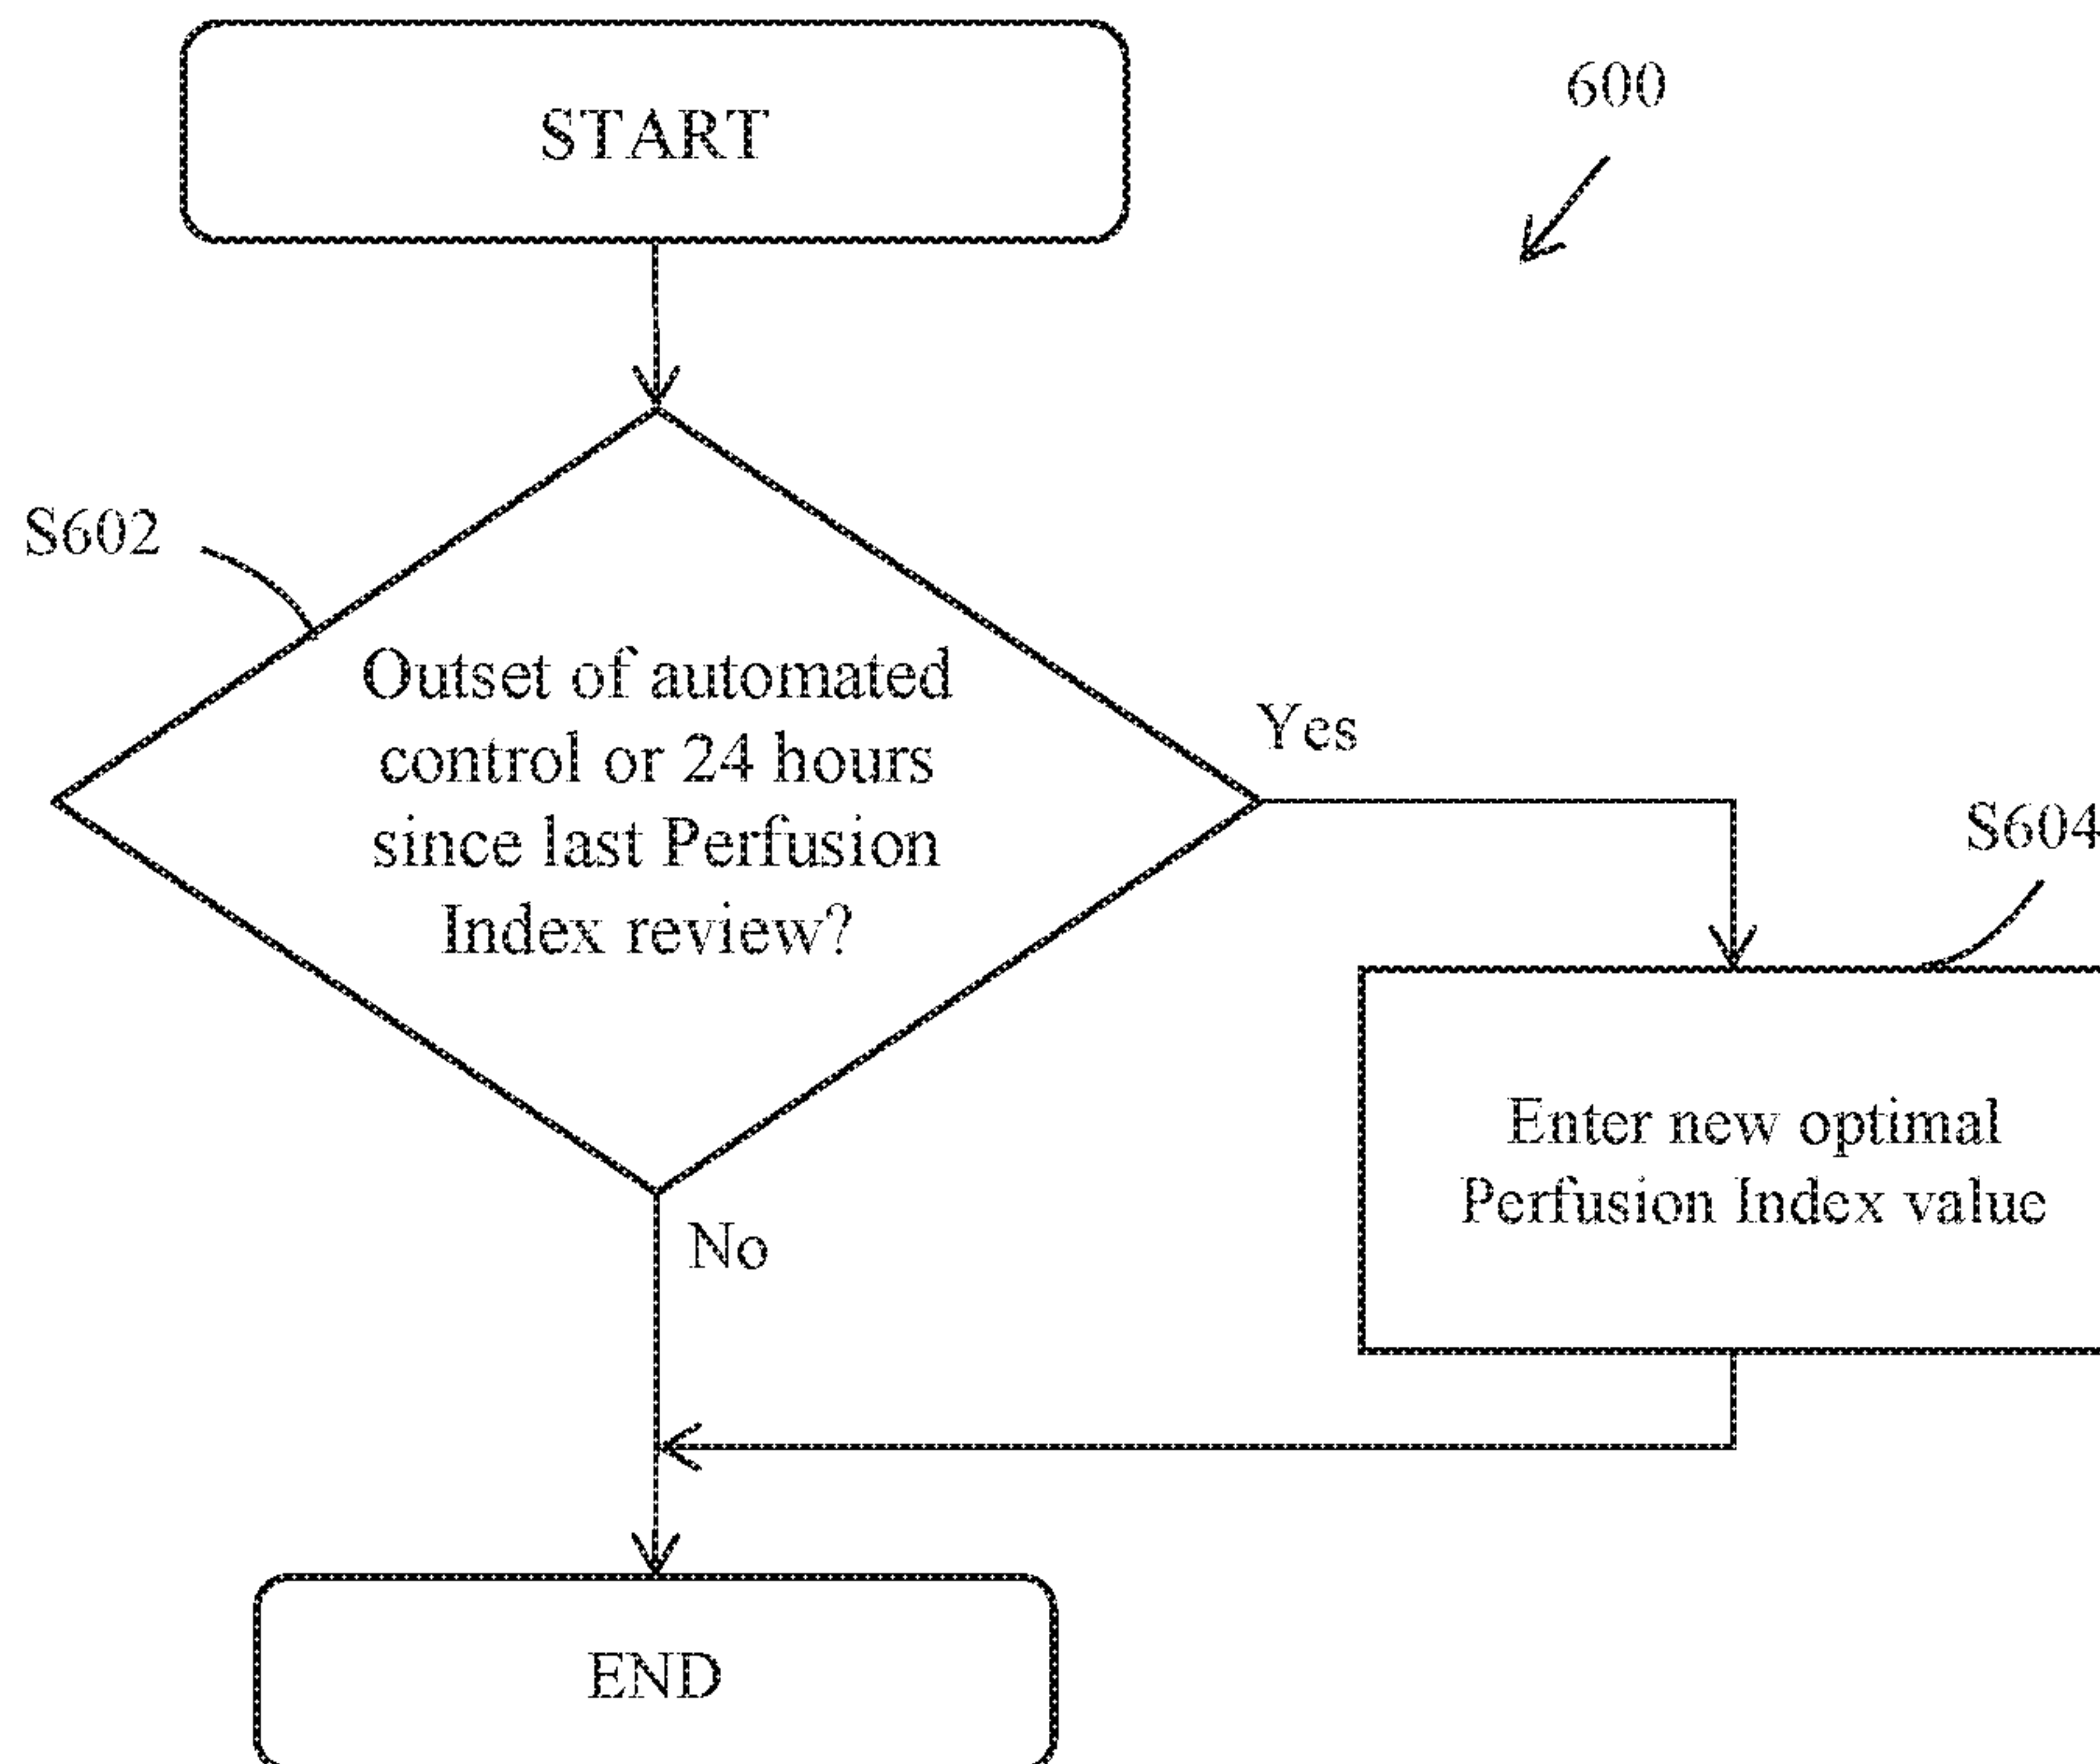 START
600
S602
Outset of automated
control or 24 hours
since last Perfusion
Index review?
Yes
S604
Enter new optimal
Perfusion Index value
No
END